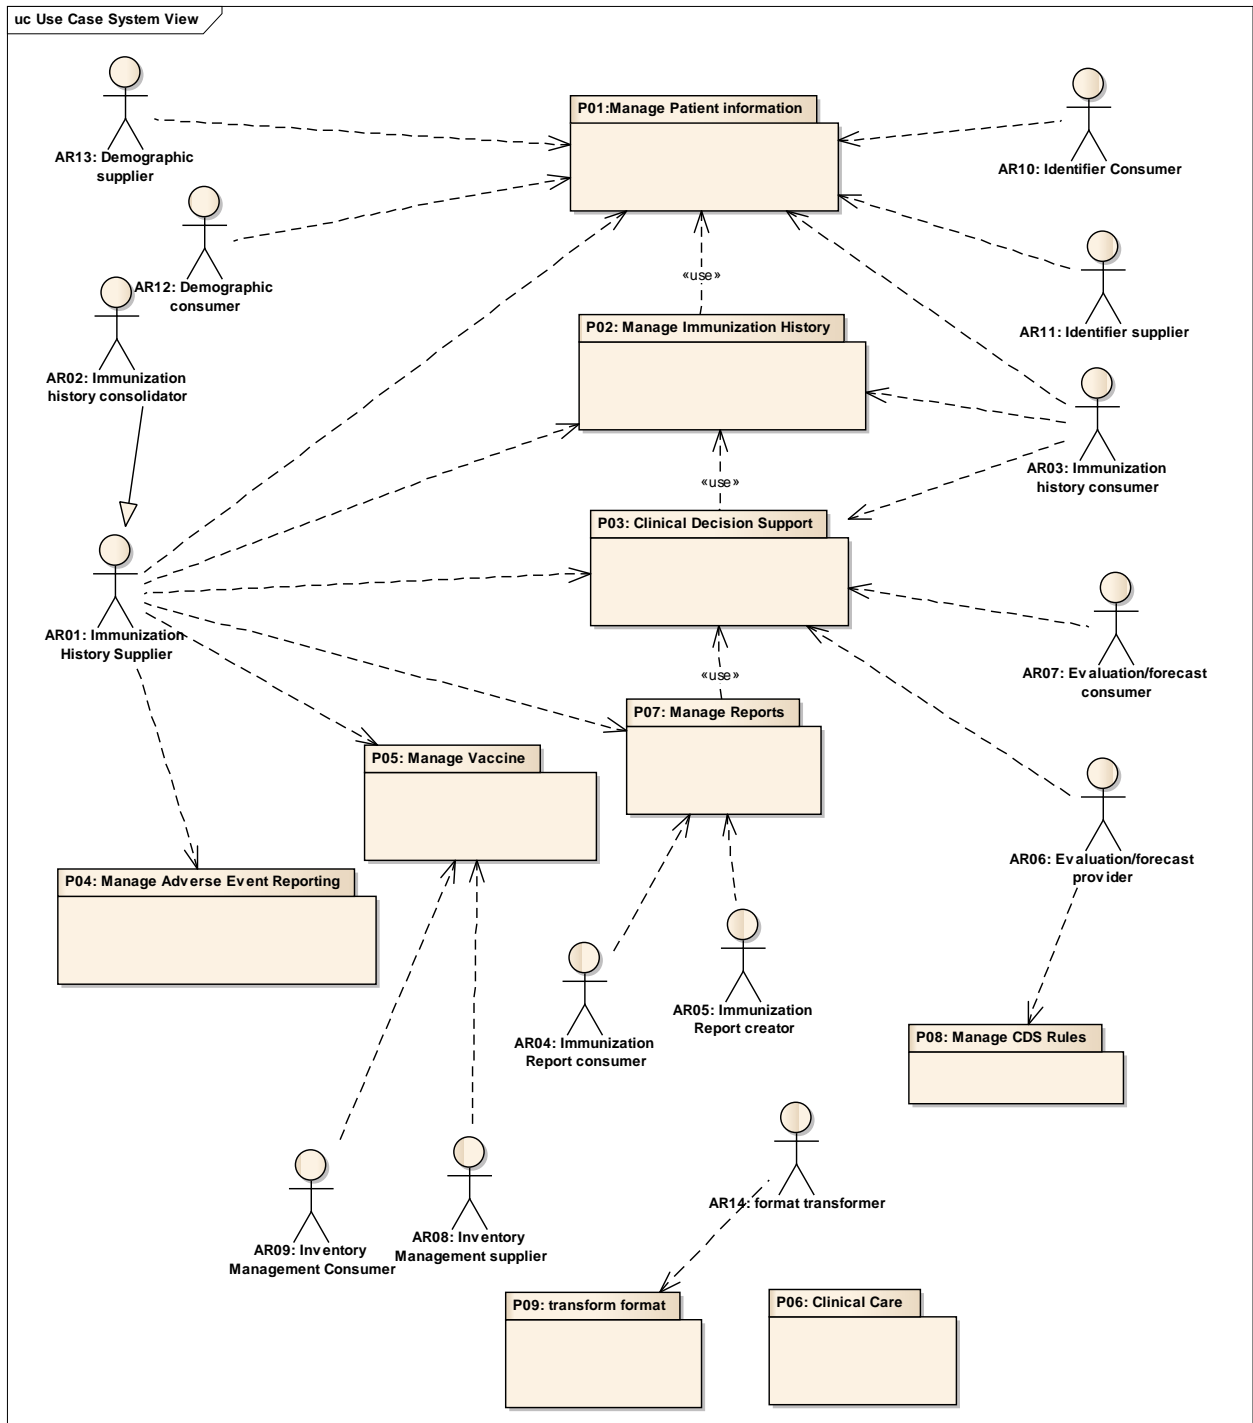 uc Use Case System View
AR13: Demographic
supplier
P01:Manage Patient information
AR10: Identifier Consumer
AR12: Demographic
consumer
«use»
AR11: Identifier supplier
P02: Manage Immunization History
AR02: Immunization
history consolidator
AR03: Immunization
history consumer
«use»
P03: Clinical Decision Support
AR01: Immunization
History Supplier
«use»
AR07: Evaluation/forecast
consumer
P07: Manage Reports
P05: Manage Vaccine
AR06: Evaluation/forecast
provider
P04: Manage Adverse Event Reporting
AR05: Immunization
Report creator
AR04: Immunization
Report consumer
P08: Manage CDS Rules
AR14: format transformer
AR09: Inventory
Management Consumer
AR08: Inventory
Management supplier
P09: transform format
P06: Clinical Care